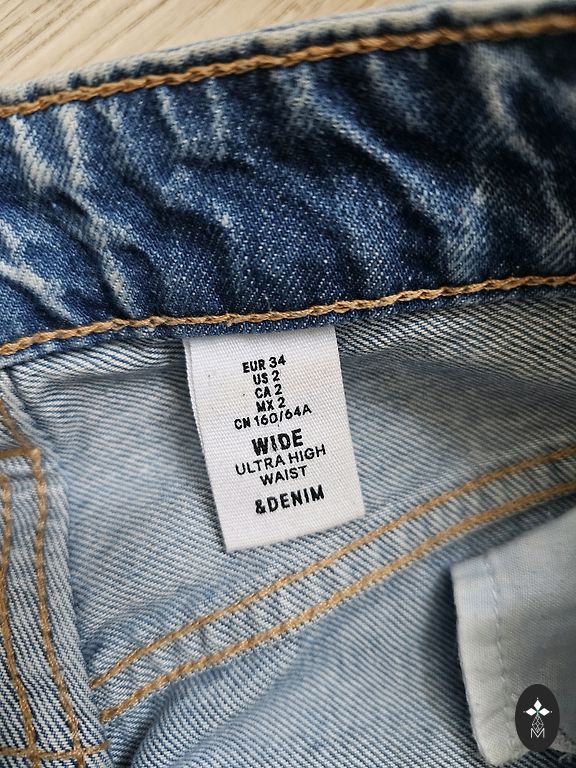 EUR 34
US 2
CA 2
MX 2
CN 160/64A
WIDE
ULTRA HIGH
WAIST
&DENIM
M